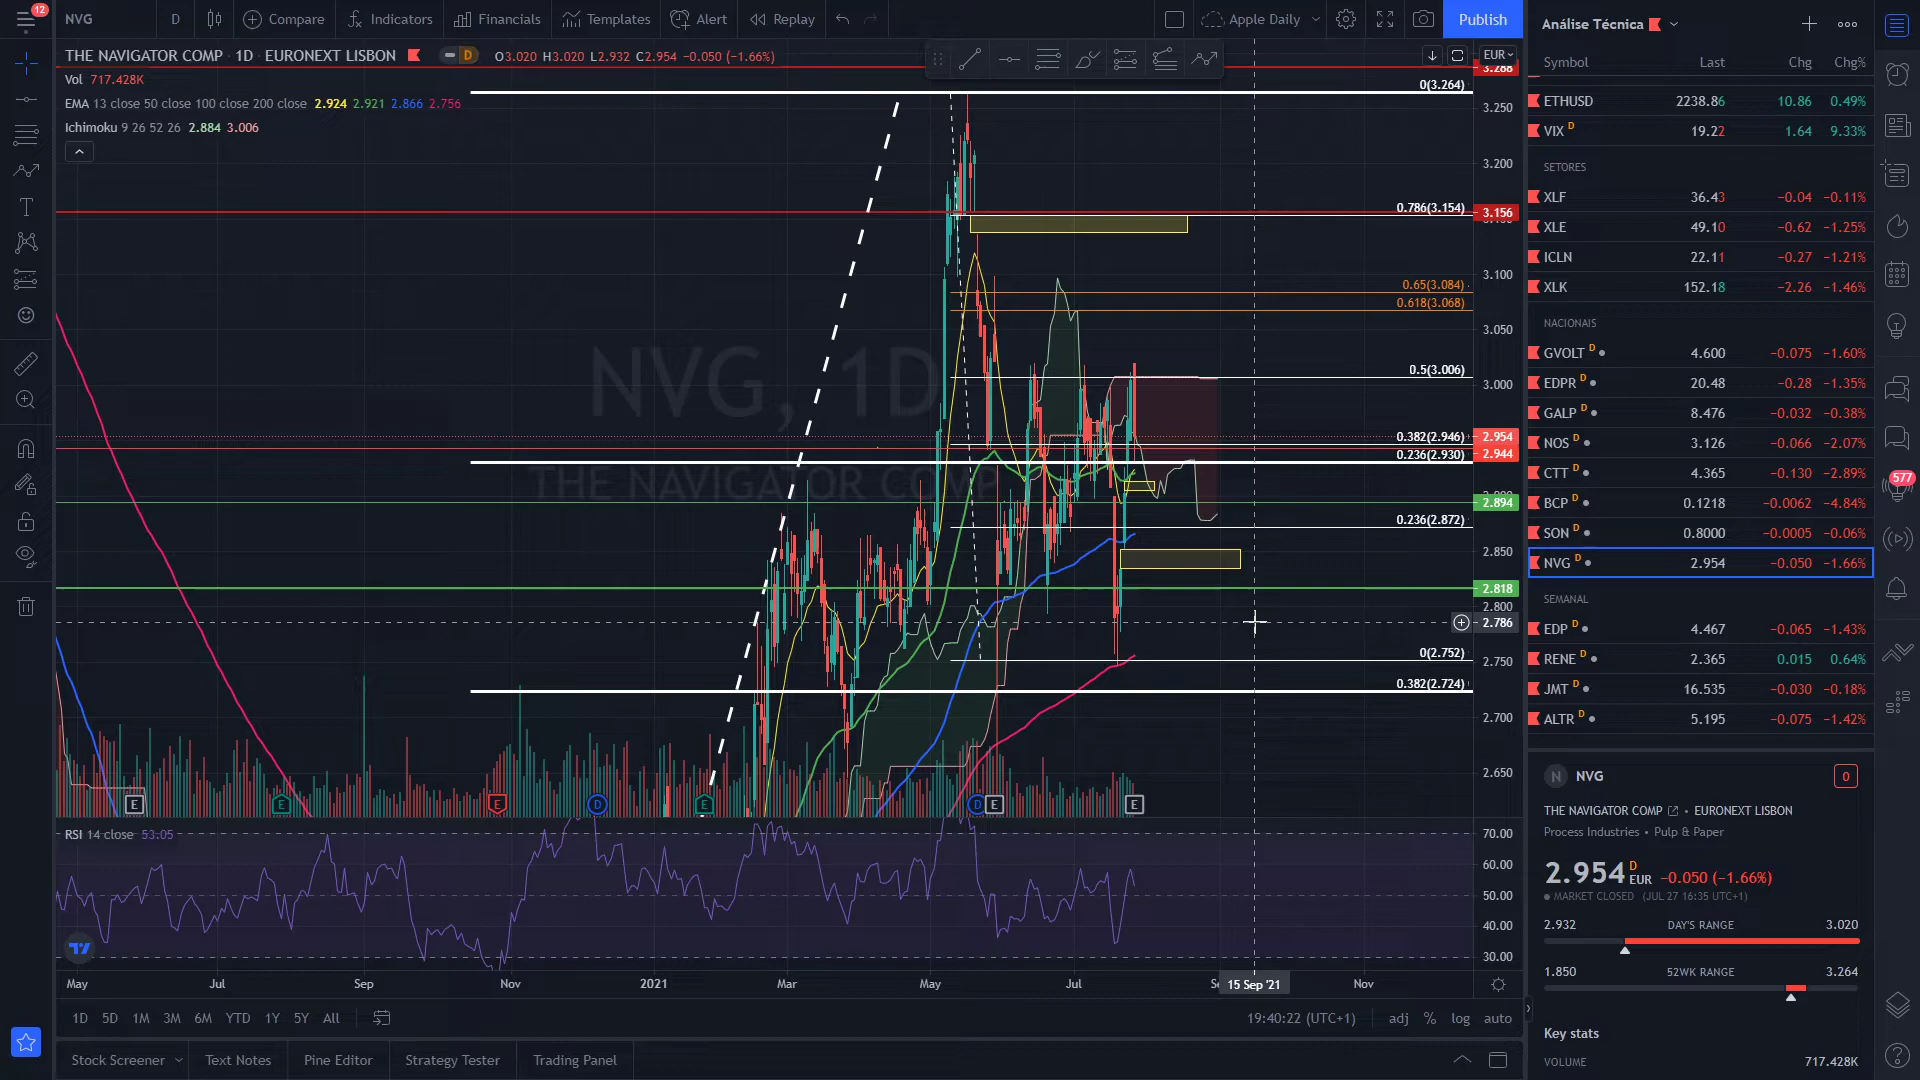 12
NVG
D
Compare
Indicators
Financials
Templates
Alert
Replay
Apple Daily
Publish
THE NAVIGATOR COMP · 1D · EURONEXT LISBON
D
O3.020 H3.020 L2.932 C2.954 −0.050 (−1.66%)
Vol 717.428K
EMA 13 close 50 close 100 close 200 close 2.924 2.921 2.866 2.756
Ichimoku 9 26 52 26 2.884 3.006
NVG, 1D
THE NAVIGATOR COMP
EUR
3.288
0(3.264)
3.250
3.200
0.786(3.154)
3.156
3.100
0.65(3.084)
0.618(3.068)
3.050
0.5(3.006)
3.000
0.382(2.946)
2.954
2.944
0.236(2.930)
2.894
0.236(2.872)
2.850
2.818
2.800
2.786
0(2.752)
2.750
0.382(2.724)
2.700
2.650
E
E
E
D
E
D
E
E
RSI 14 close 53.05
70.00
60.00
50.00
40.00
30.00
May
Jul
Sep
Nov
2021
Mar
May
Jul
15 Sep '21
Nov
1D
5D
1M
3M
6M
YTD
1Y
5Y
All
19:40:22 (UTC+1)
adj
%
log
auto
Stock Screener
Text Notes
Pine Editor
Strategy Tester
Trading Panel
Análise Técnica
Symbol Last Chg Chg%
ETHUSD 2238.86 10.86 0.49%
VIX D 19.22 1.64 9.33%
SETORES
XLF 36.43 −0.04 −0.11%
XLE 49.10 −0.62 −1.25%
ICLN 22.11 −0.27 −1.21%
XLK 152.18 −2.26 −1.46%
NACIONAIS
GVOLT D 4.600 −0.075 −1.60%
EDPR D 20.48 −0.28 −1.35%
GALP D 8.476 −0.032 −0.38%
NOS D 3.126 −0.066 −2.07%
CTT D 4.365 −0.130 −2.89%
BCP D 0.1218 −0.0062 −4.84%
SON D 0.8000 −0.0005 −0.06%
NVG D 2.954 −0.050 −1.66%
SEMANAL
EDP D 4.467 −0.065 −1.43%
RENE D 2.365 0.015 0.64%
JMT D 16.535 −0.030 −0.18%
ALTR D 5.195 −0.075 −1.42%
577
N NVG 0
THE NAVIGATOR COMP • EURONEXT LISBON
Process Industries • Pulp & Paper
2.954 D EUR −0.050 (−1.66%)
MARKET CLOSED (JUL 27 16:35 UTC+1)
2.932 DAY'S RANGE 3.020
1.850 52WK RANGE 3.264
Key stats
VOLUME 717.428K